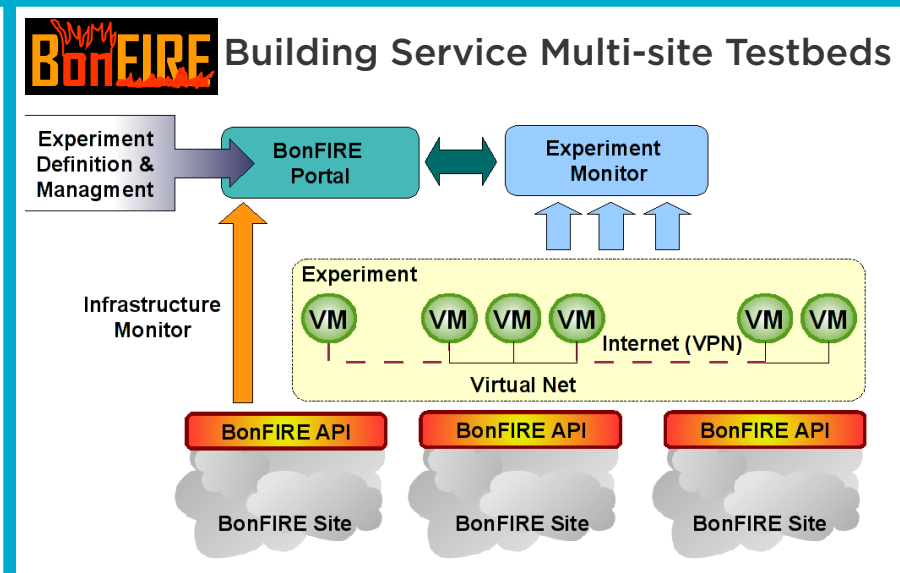 BonFIRE Building Service Multi-site Testbeds
Experiment
Definition &
Managment
BonFIRE
Portal
Experiment
Monitor
Infrastructure
Monitor
Experiment
VM
VM
VM
VM
VM
VM
Internet (VPN)
Virtual Net
BonFIRE API
BonFIRE API
BonFIRE API
BonFIRE Site
BonFIRE Site
BonFIRE Site